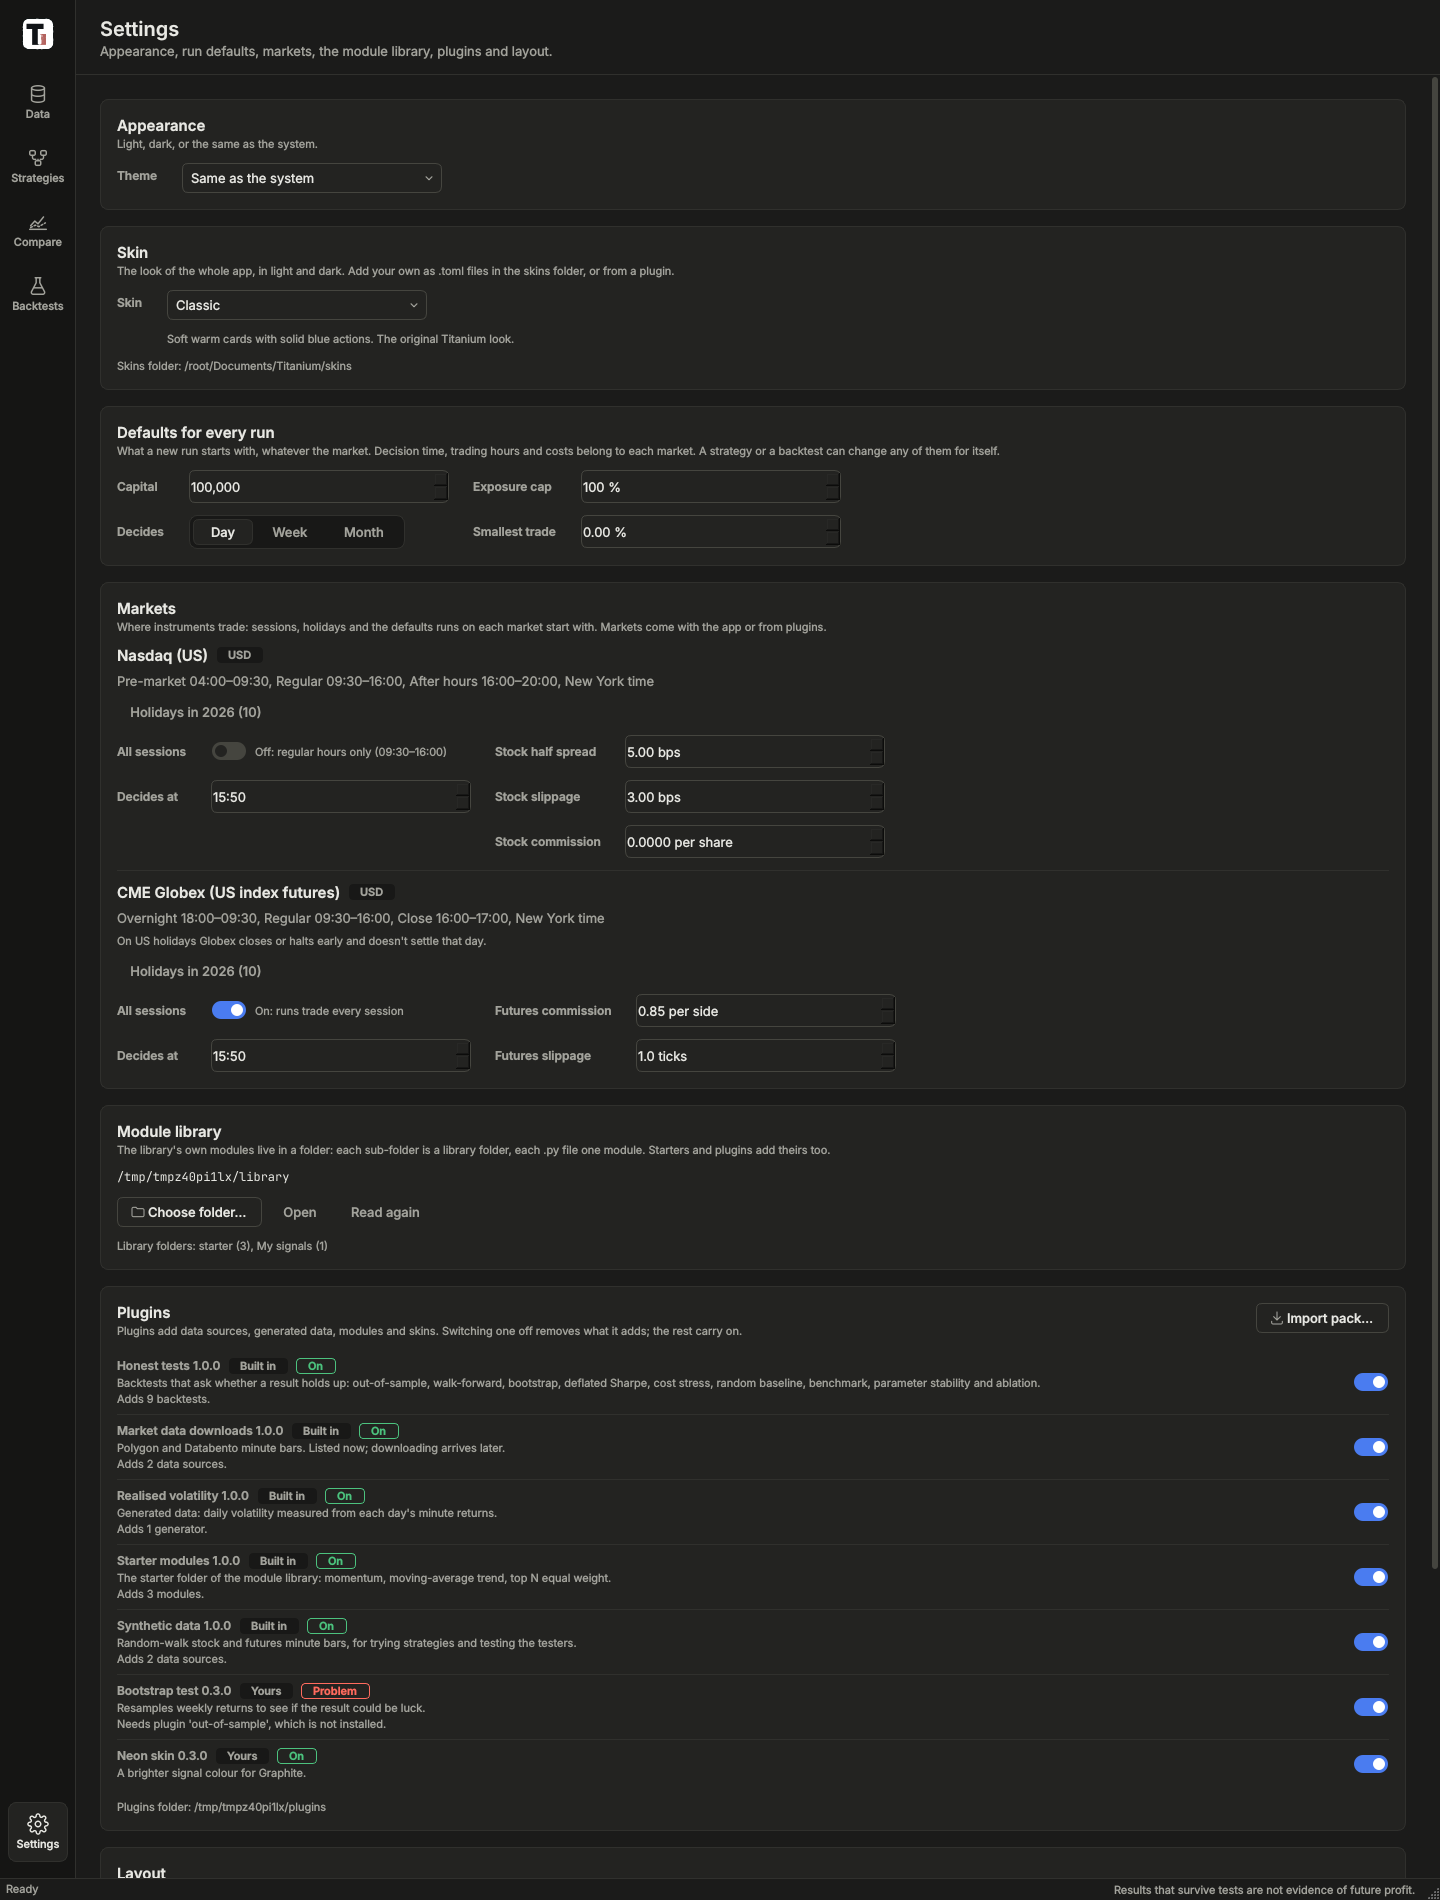 Settings
Appearance, run defaults, markets, the module library, plugins and layout.
Data
Strategies
Compare
Backtests
Appearance
Light, dark, or the same as the system.
Theme
Same as the system
Skin
The look of the whole app, in light and dark. Add your own as .toml files in the skins folder, or from a plugin.
Skin
Classic
Soft warm cards with solid blue actions. The original Titanium look.
Skins folder: /root/Documents/Titanium/skins
Defaults for every run
What a new run starts with, whatever the market. Decision time, trading hours and costs belong to each market. A strategy or a backtest can change any of them for itself.
Capital 100,000 Exposure cap 100 %
Decides Day Week Month Smallest trade 0.00 %
Markets
Where instruments trade: sessions, holidays and the defaults runs on each market start with. Markets come with the app or from plugins.
Nasdaq (US) USD
Pre-market 04:00–09:30, Regular 09:30–16:00, After hours 16:00–20:00, New York time
Holidays in 2026 (10)
All sessions Off: regular hours only (09:30–16:00) Stock half spread 5.00 bps
Decides at 15:50 Stock slippage 3.00 bps
Stock commission 0.0000 per share
CME Globex (US index futures) USD
Overnight 18:00–09:30, Regular 09:30–16:00, Close 16:00–17:00, New York time
On US holidays Globex closes or halts early and doesn't settle that day.
Holidays in 2026 (10)
All sessions On: runs trade every session Futures commission 0.85 per side
Decides at 15:50 Futures slippage 1.0 ticks
Module library
The library's own modules live in a folder: each sub-folder is a library folder, each .py file one module. Starters and plugins add theirs too.
/tmp/tmpz40pi1lx/library
Choose folder... Open Read again
Library folders: starter (3), My signals (1)
Plugins
Plugins add data sources, generated data, modules and skins. Switching one off removes what it adds; the rest carry on.
Import pack...
Honest tests 1.0.0 Built in On
Backtests that ask whether a result holds up: out-of-sample, walk-forward, bootstrap, deflated Sharpe, cost stress, random baseline, benchmark, parameter stability and ablation.
Adds 9 backtests.
Market data downloads 1.0.0 Built in On
Polygon and Databento minute bars. Listed now; downloading arrives later.
Adds 2 data sources.
Realised volatility 1.0.0 Built in On
Generated data: daily volatility measured from each day's minute returns.
Adds 1 generator.
Starter modules 1.0.0 Built in On
The starter folder of the module library: momentum, moving-average trend, top N equal weight.
Adds 3 modules.
Synthetic data 1.0.0 Built in On
Random-walk stock and futures minute bars, for trying strategies and testing the testers.
Adds 2 data sources.
Bootstrap test 0.3.0 Yours Problem
Resamples weekly returns to see if the result could be luck.
Needs plugin 'out-of-sample', which is not installed.
Neon skin 0.3.0 Yours On
A brighter signal colour for Graphite.
Plugins folder: /tmp/tmpz40pi1lx/plugins
Layout
Settings
Ready
Results that survive tests are not evidence of future profit.